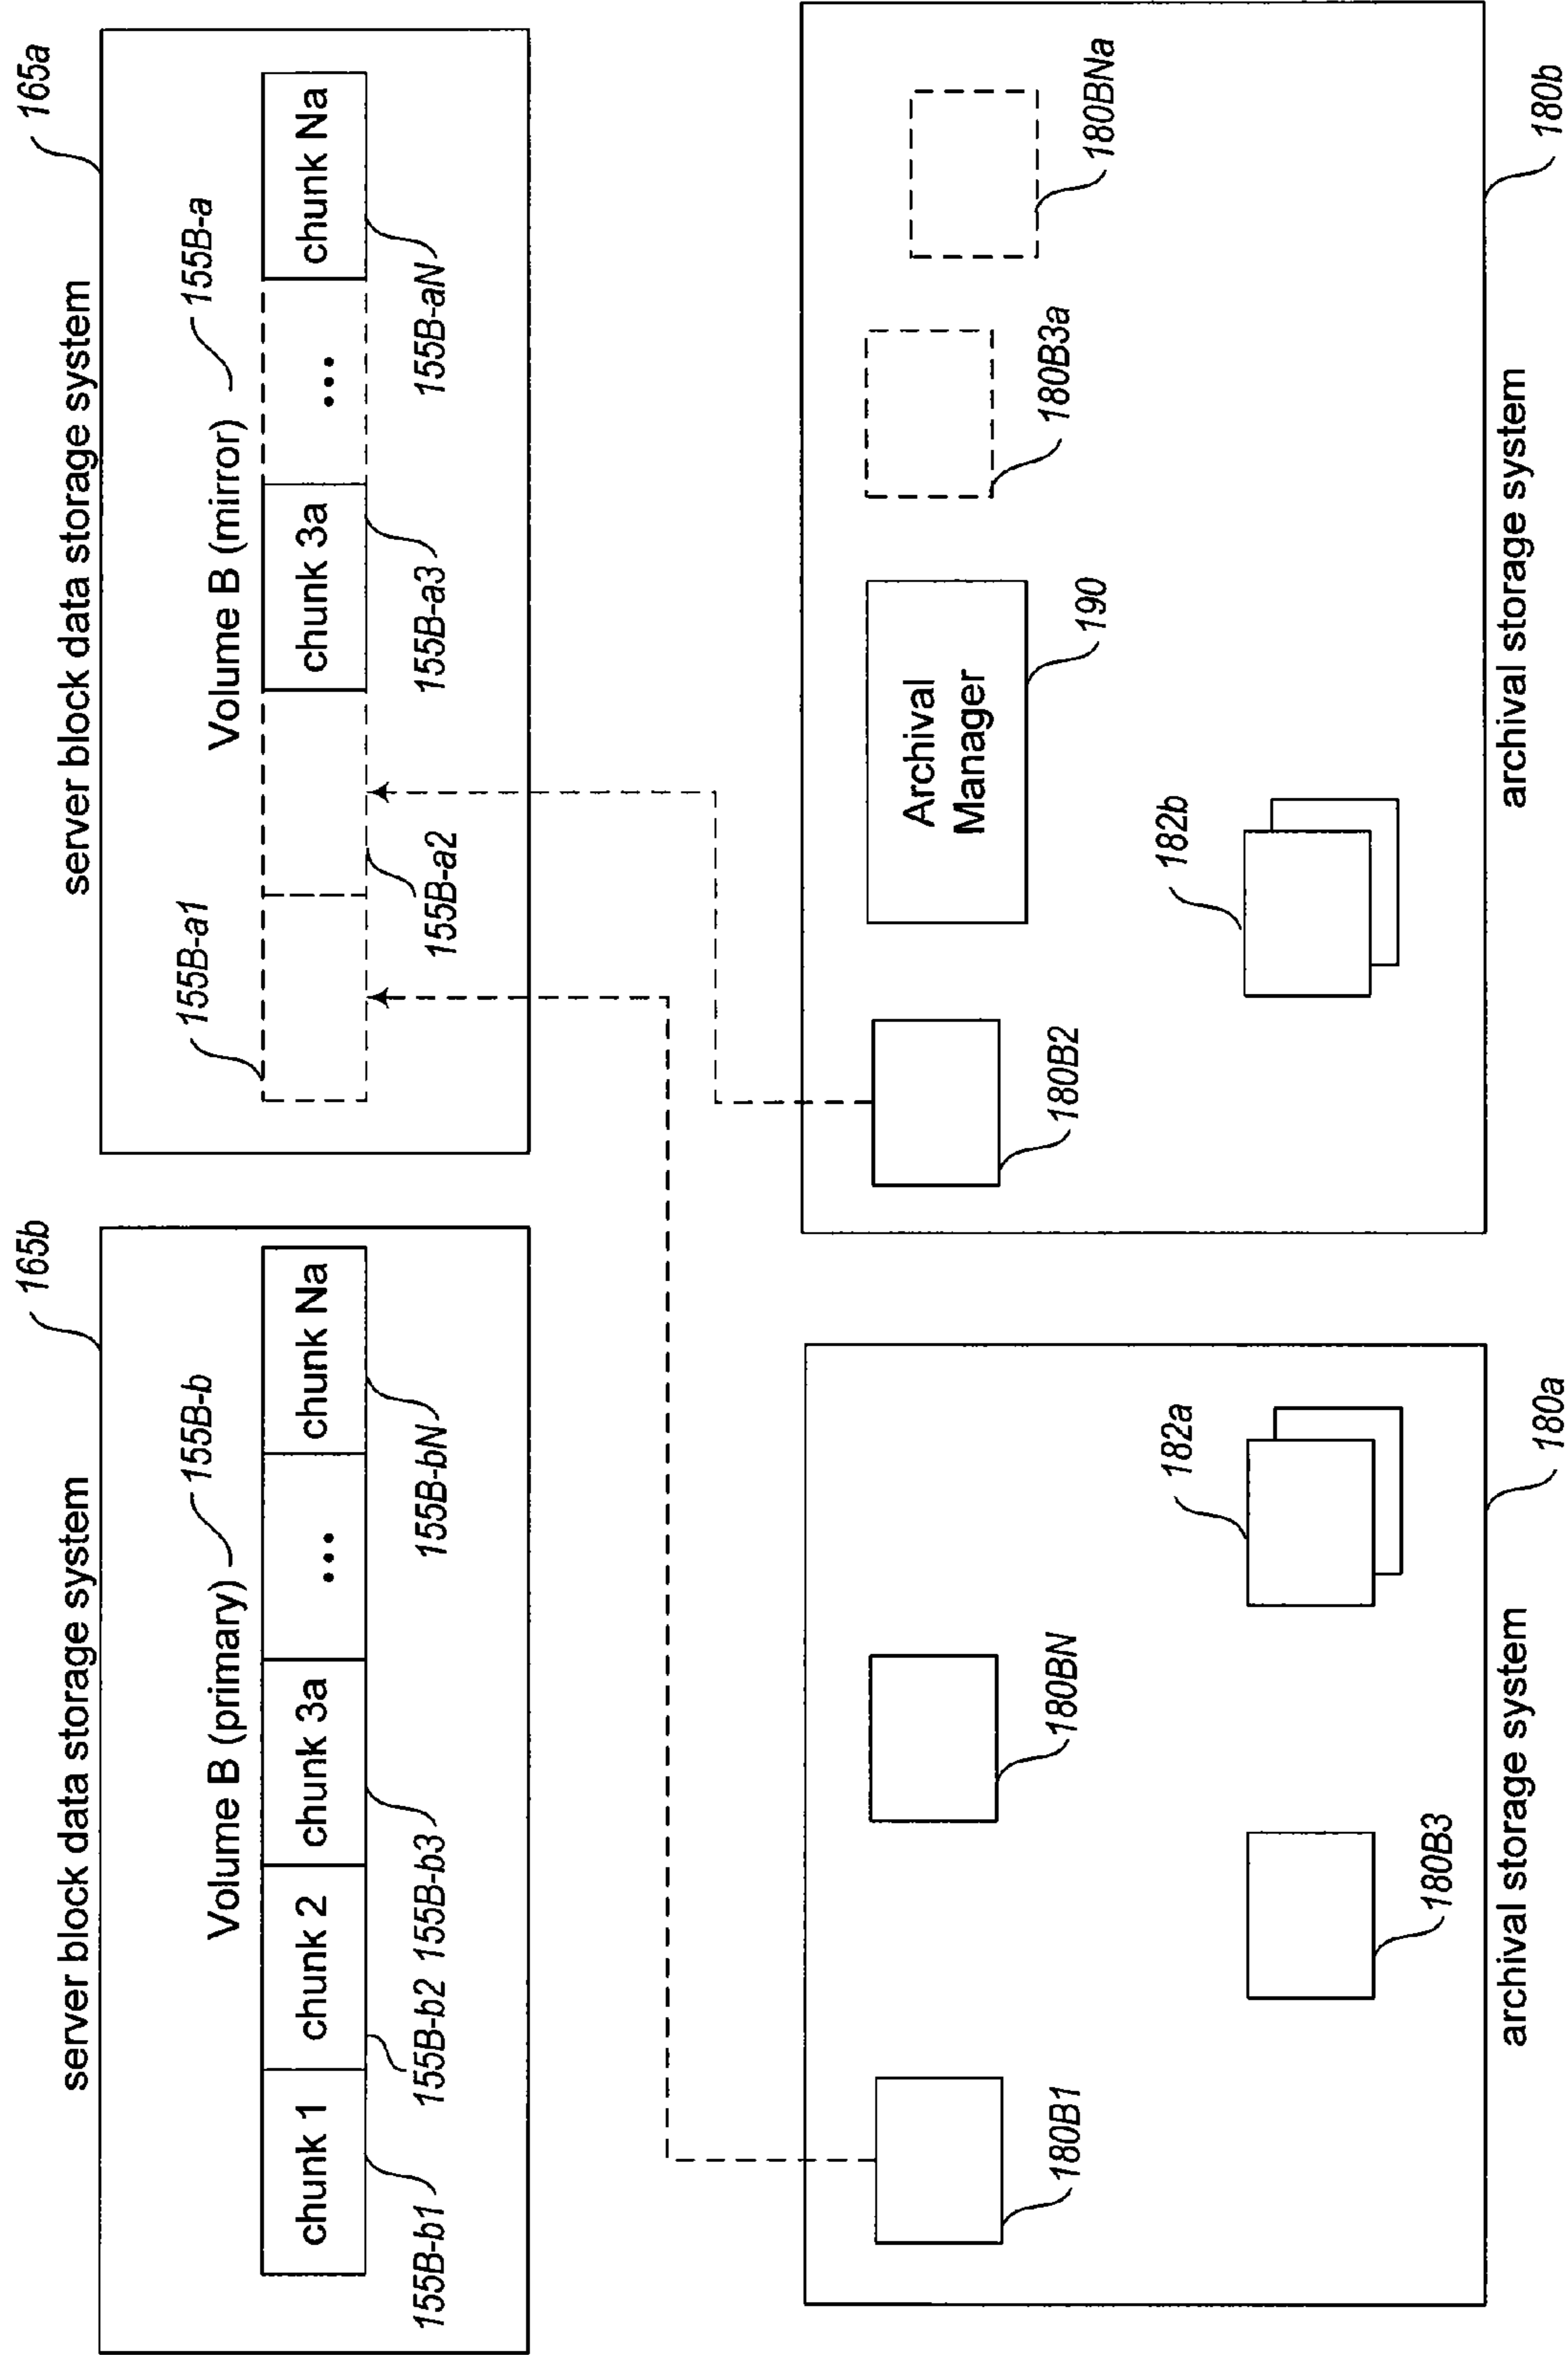 server block data storage system
165b
Volume B (primary)
155B-b
chunk 1
chunk 2
chunk 3a
...
chunk Na
155B-b1
155B-b2
155B-b3
155B-bN
server block data storage system
165a
155B-a1
Volume B (mirror)
155B-a
chunk 3a
...
chunk Na
155B-a2
155B-a3
155B-aN
180B1
180BN
180B3
182a
archival storage system
180a
180B2
Archival
Manager
190
180B3a
180BNa
182b
archival storage system
180b